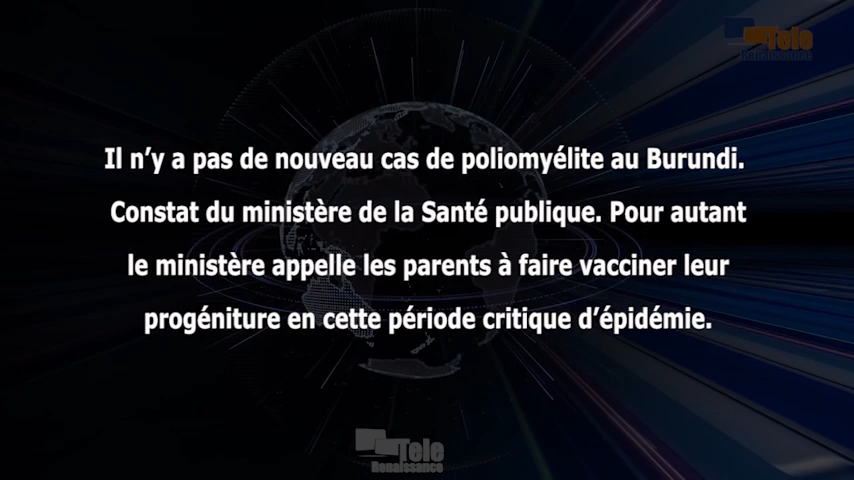 Tele
Renaissance
Il n'y a pas de nouveau cas de poliomyélite au Burundi.
Constat du ministère de la Santé publique. Pour autant
le ministère appelle les parents à faire vacciner leur
progéniture en cette période critique d'épidémie.
Tele
Renaissance